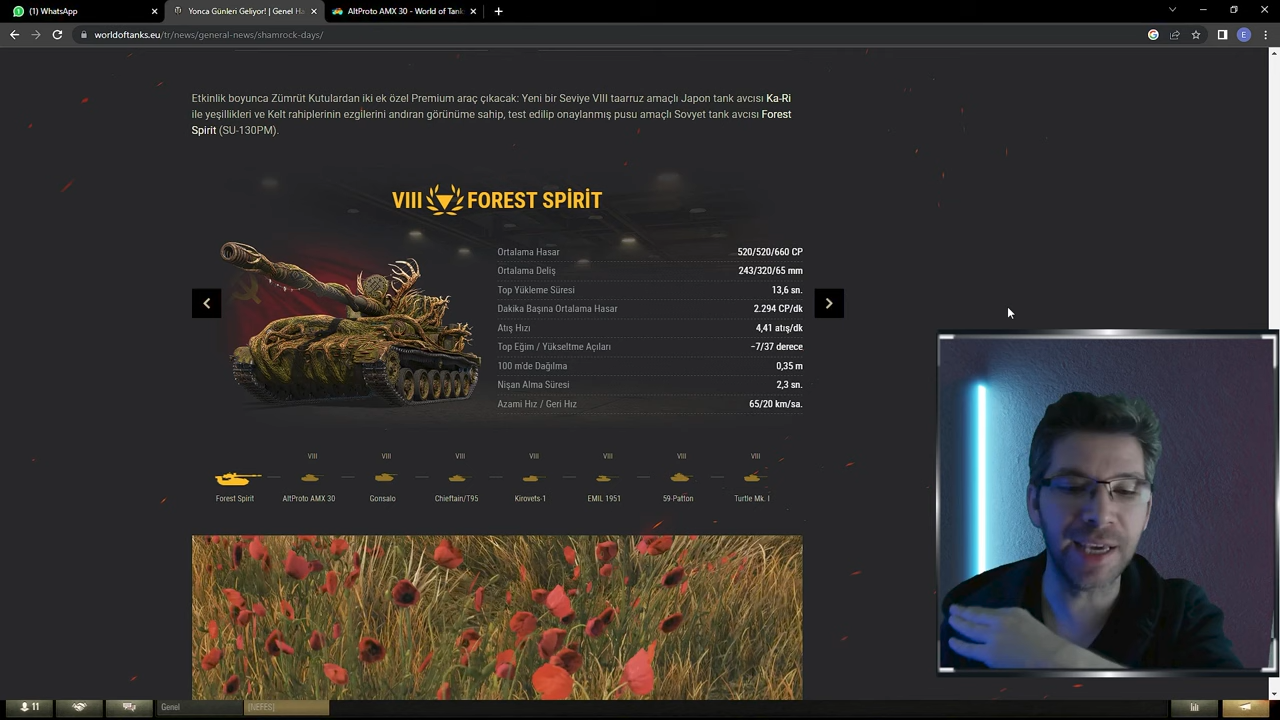 (1) WhatsApp
Yonca Günleri Geliyor! | Genel Ha
AltProto AMX 30 - World of Tank
worldoftanks.eu/tr/news/general-news/shamrock-days/
E
Etkinlik boyunca Zümrüt Kutulardan iki ek özel Premium araç çıkacak: Yeni bir Seviye VIII taarruz amaçlı Japon tank avcısı Ka-Ri
ile yeşillikleri ve Kelt rahiplerinin ezgilerini andıran görünüme sahip, test edilip onaylanmış pusu amaçlı Sovyet tank avcısı Forest
Spirit (SU-130PM).
VIII FOREST SPİRİT
Ortalama Hasar 520/520/660 CP
Ortalama Deliş 243/320/65 mm
Top Yükleme Süresi 13,6 sn.
Dakika Başına Ortalama Hasar 2.294 CP/dk
Atış Hızı 4,41 atış/dk
Top Eğim / Yükseltme Açıları −7/37 derece
100 m'de Dağılma 0,35 m
Nişan Alma Süresi 2,3 sn.
Azami Hız / Geri Hız 65/20 km/sa.
VIII VIII VIII VIII VIII VIII VIII
Forest Spirit AltProto AMX 30 Gonsalo Chieftain/T95 Kirovets-1 EMIL 1951 59-Patton Turtle Mk. I
11 Genel [NEFES]